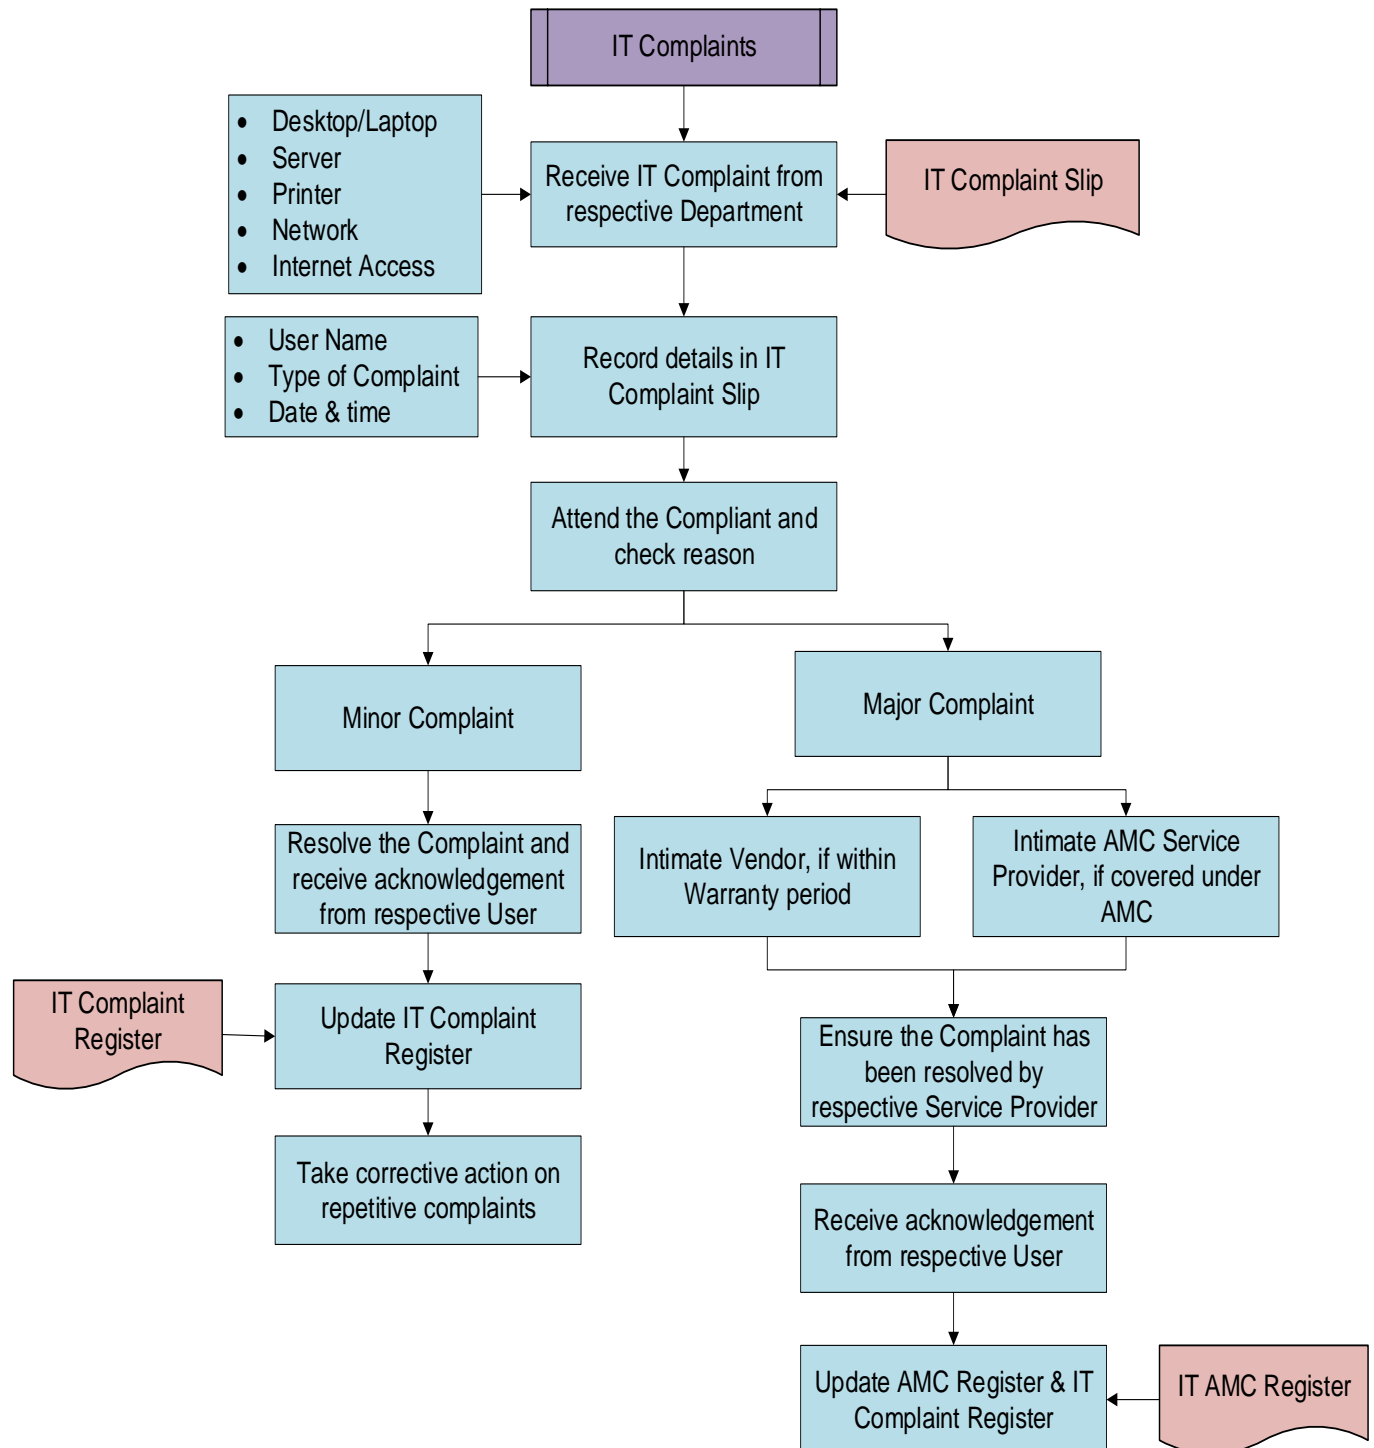 IT Complaints
• Desktop/Laptop
• Server
• Printer
• Network
• Internet Access
Receive IT Complaint from
respective Department
IT Complaint Slip
• User Name
• Type of Complaint
• Date & time
Record details in IT
Complaint Slip
Attend the Compliant and
check reason
Minor Complaint
Major Complaint
Resolve the Complaint and
receive acknowledgement
from respective User
Intimate Vendor, if within
Warranty period
Intimate AMC Service
Provider, if covered under
AMC
IT Complaint
Register
Update IT Complaint
Register
Ensure the Complaint has
been resolved by
respective Service Provider
Take corrective action on
repetitive complaints
Receive acknowledgement
from respective User
Update AMC Register & IT
Complaint Register
IT AMC Register